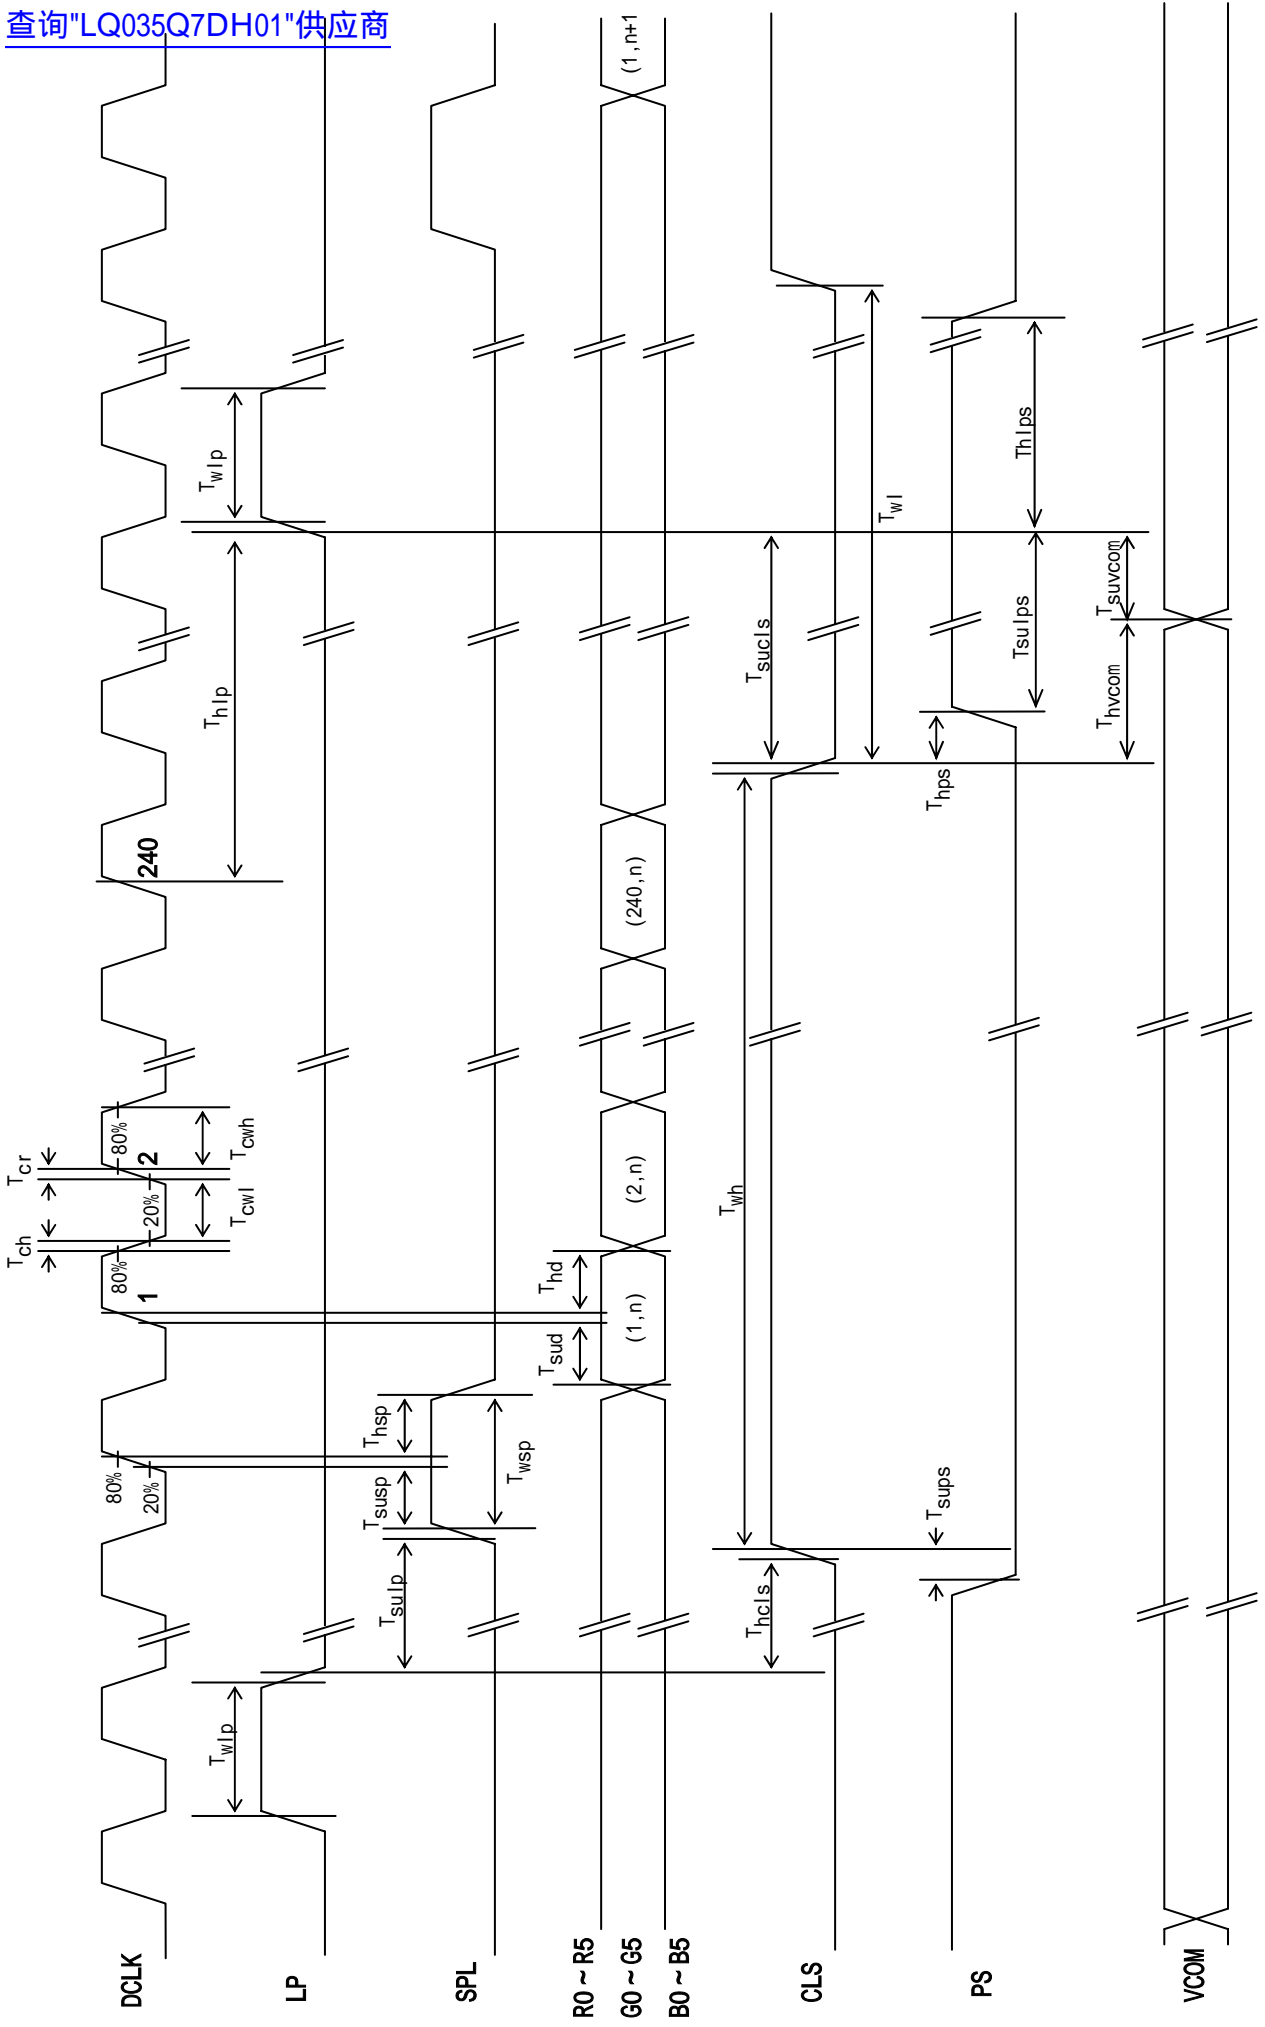 查询"LQ035Q7DH01"供应商
DCLK
Tcr
Tch
80%
20%
80%
20%
80%
1
2
240
Tcwh
Tcwl
LP
Twlp
Thlp
Twlp
SPL
Tsulp
Tsusp
Thsp
Twsp
R0 ~ R5
G0 ~ G5
B0 ~ B5
Tsud
Thd
(1,n)
(2,n)
(240,n)
(1,n+1
CLS
Thcls
Twh
Tsucls
Twl
PS
Tsups
Thps
Tsulps
Thlps
VCOM
Thvcom
Tsuvcom